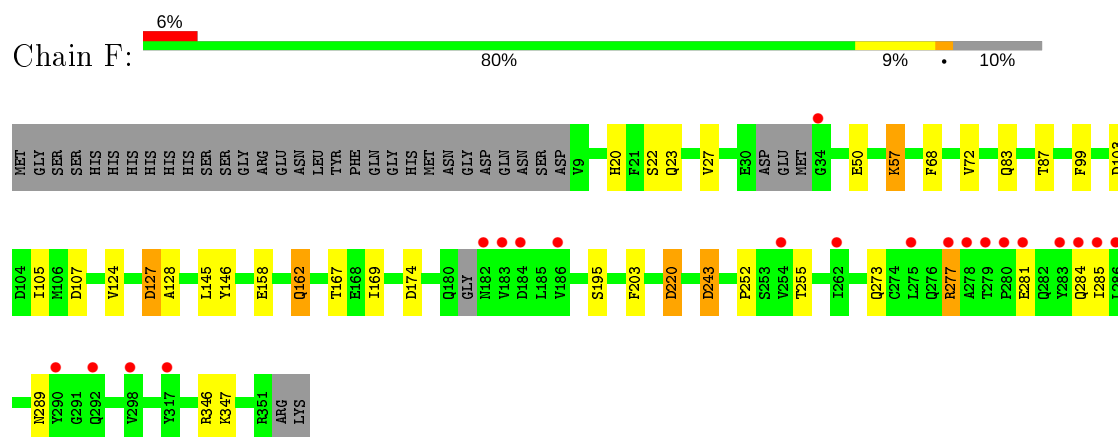 6%
Chain F:
80% 9% • 10%
MET GLY SER SER HIS HIS HIS HIS HIS HIS SER SER GLY ARG GLU ASN LEU TYR PHE GLN GLY HIS MET ASN GLY ASP GLN ASN SER ASP V9 H20 F21 S22 Q23 V27 E30 ASP GLU MET G34 E50 K57 F68 V72 Q83 T87 F99 D103
D104 I105 M106 D107 V124 D127 A128 L145 Y146 E158 Q162 T167 E168 I169 D174 Q180 GLY N182 V183 D184 L185 V186 S195 F203 D220 D243 P252 S253 V254 T255 I262 Q273 C274 L275 Q276 R277 A278 T279 P280 E281 Q282 Y283 Q284 I285
N289 Y290 G291 Q292 V298 Y317 R346 K347 R351 ARG LYS